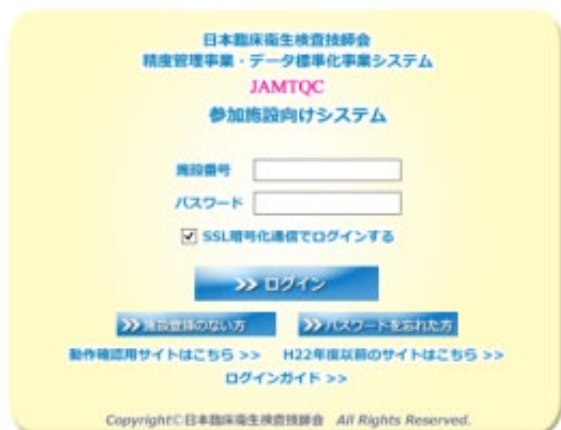 日本臨床衛生検査技師会
精度管理事業・データ標準化事業システム
JAMTQC
参加施設向けシステム
施設番号
パスワード
SSL暗号化通信でログインする
>> ログイン
>> 施設登録のない方 >> パスワードを忘れた方
動作確認用サイトはこちら >> H22年度以前のサイトはこちら >>
ログインガイド >>
Copyright©日本臨床衛生検査技師会 All Rights Reserved.